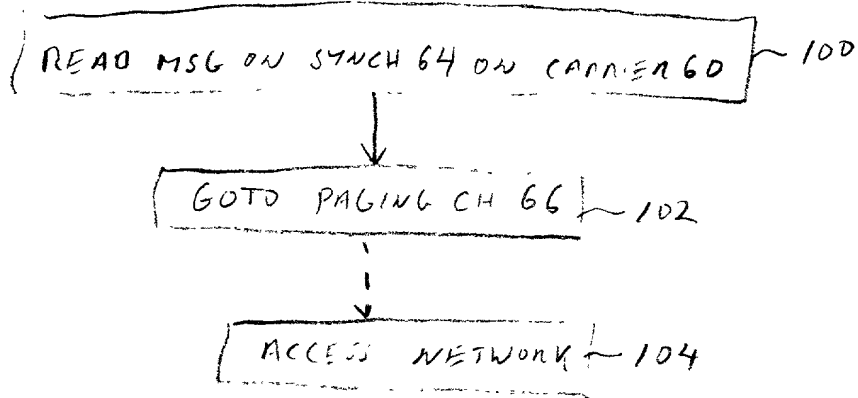 READ MSG ON SYNCH 64 ON CARRIER 60 100
GOTO PAGING CH 66 102
ACCESS NETWORK 104